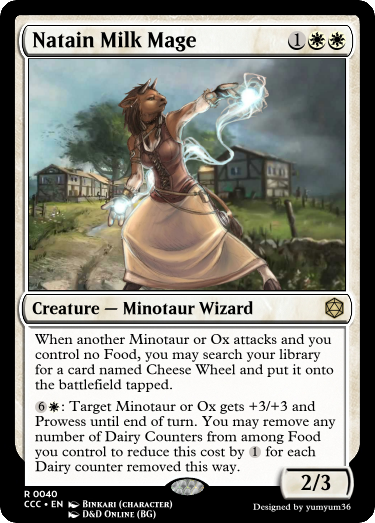 Natain Milk Mage 1
Creature — Minotaur Wizard
When another Minotaur or Ox attacks and you
control no Food, you may search your library
for a card named Cheese Wheel and put it onto
the battlefield tapped.
6 : Target Minotaur or Ox gets +3/+3 and
Prowess until end of turn. You may remove any
number of Dairy Counters from among Food
you control to reduce this cost by 1 for each
Dairy counter removed this way.
2/3
R 0040
CCC • EN Binkari (character)
D&D Online (BG)
Designed by yumyum36